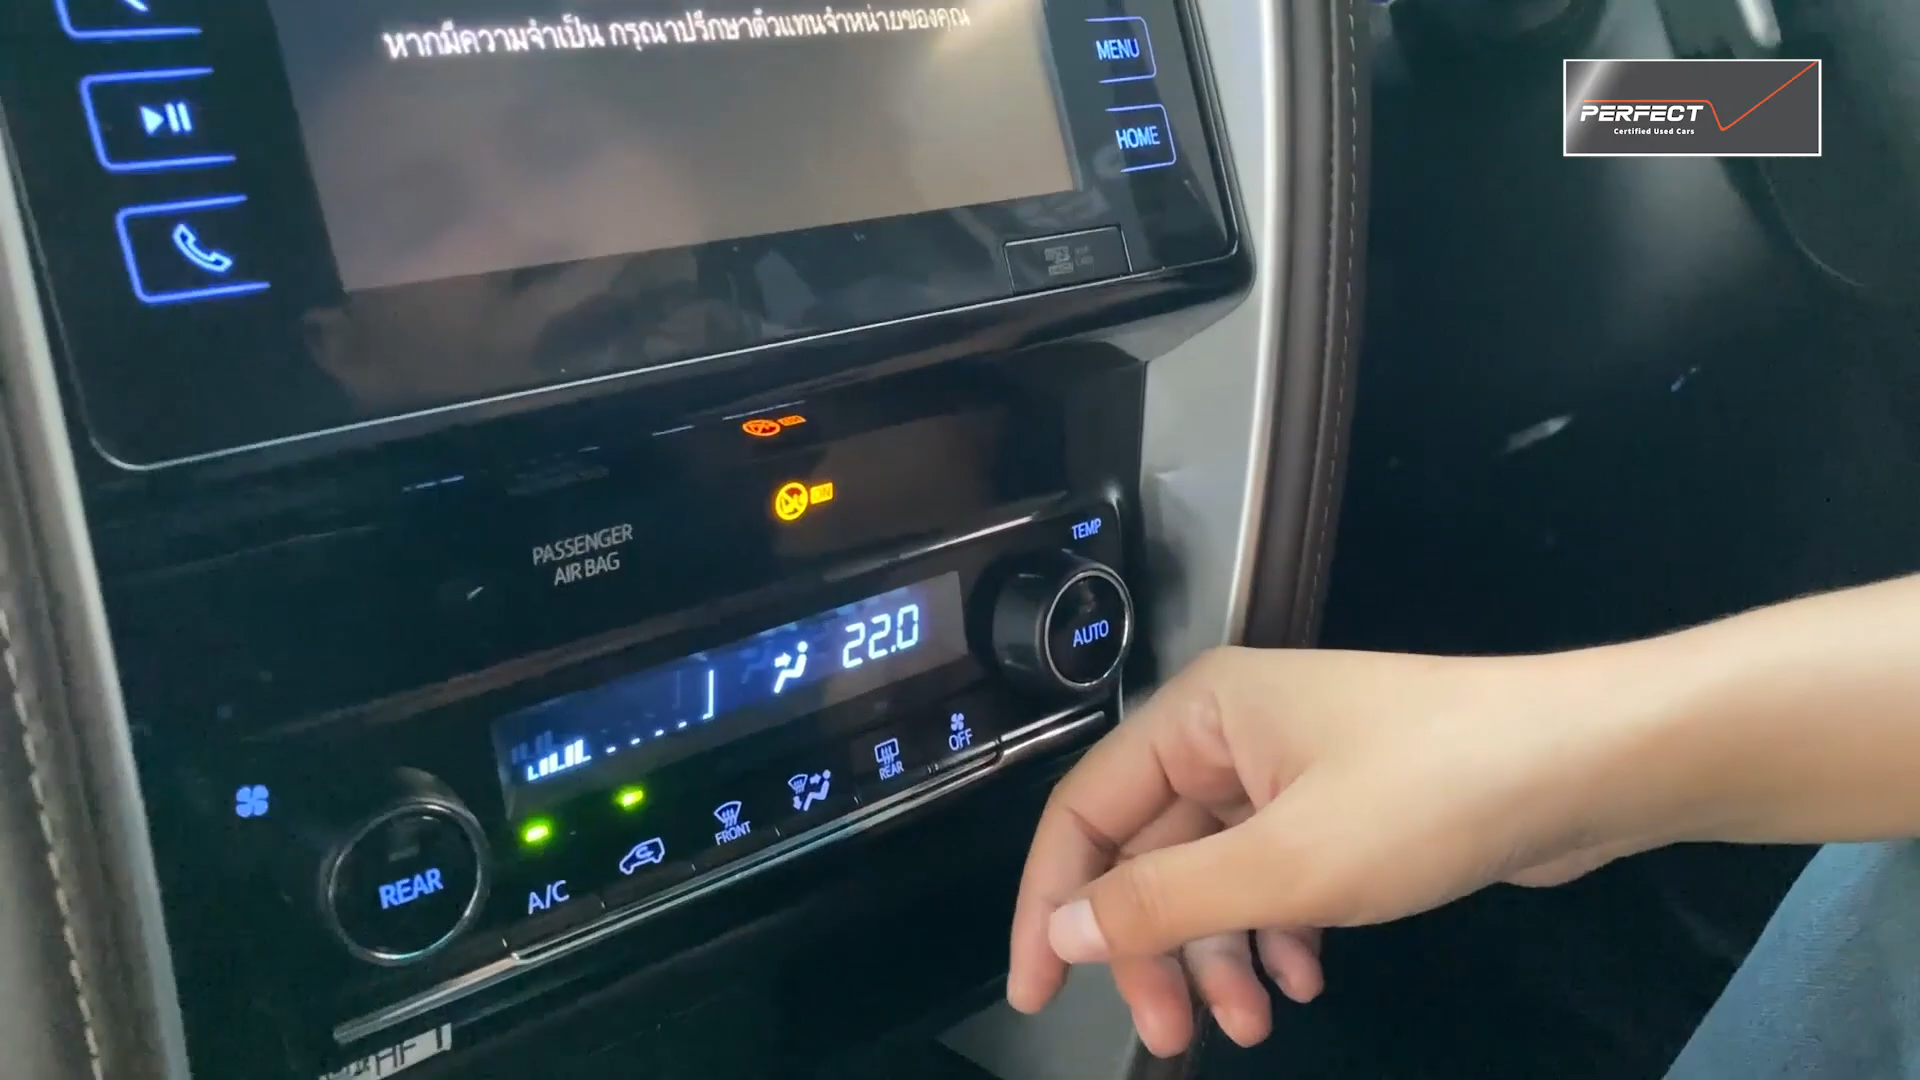 หากมีความจำเป็น กรุณาปรึกษาตัวแทนจำหน่ายของคุณ
MENU
HOME
PERFECT
Certified Used Cars
ON
PASSENGER
AIR BAG
TEMP
22.0
AUTO
OFF
REAR
FRONT
A/C
REAR